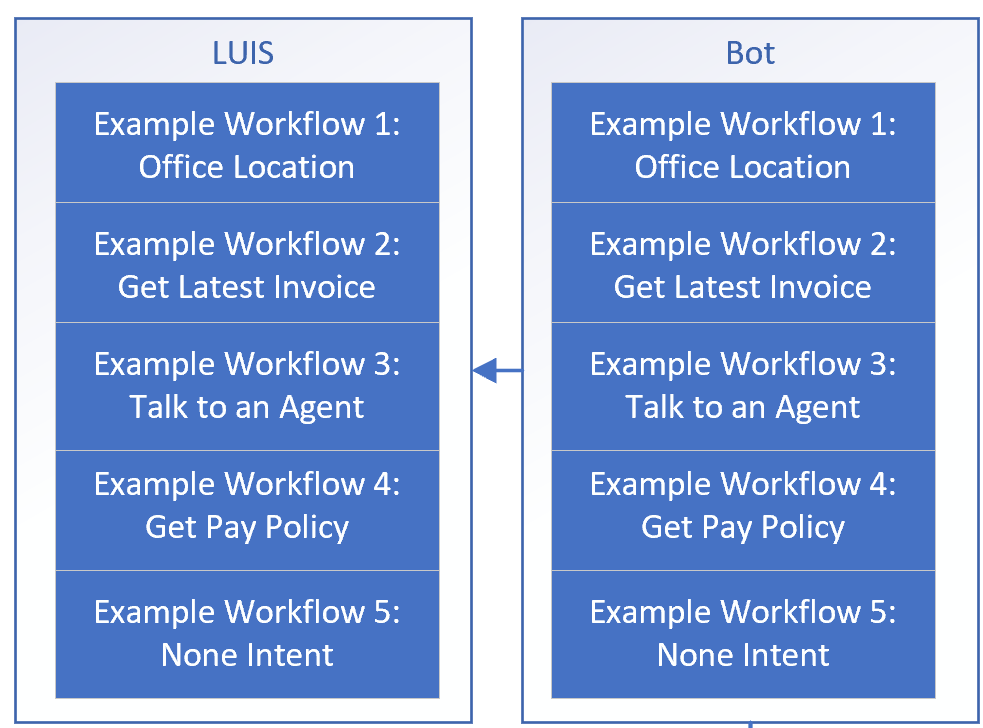 LUIS
Example Workflow 1:
Office Location
Example Workflow 2:
Get Latest Invoice
Example Workflow 3:
Talk to an Agent
Example Workflow 4:
Get Pay Policy
Example Workflow 5:
None Intent
Bot
Example Workflow 1:
Office Location
Example Workflow 2:
Get Latest Invoice
Example Workflow 3:
Talk to an Agent
Example Workflow 4:
Get Pay Policy
Example Workflow 5:
None Intent